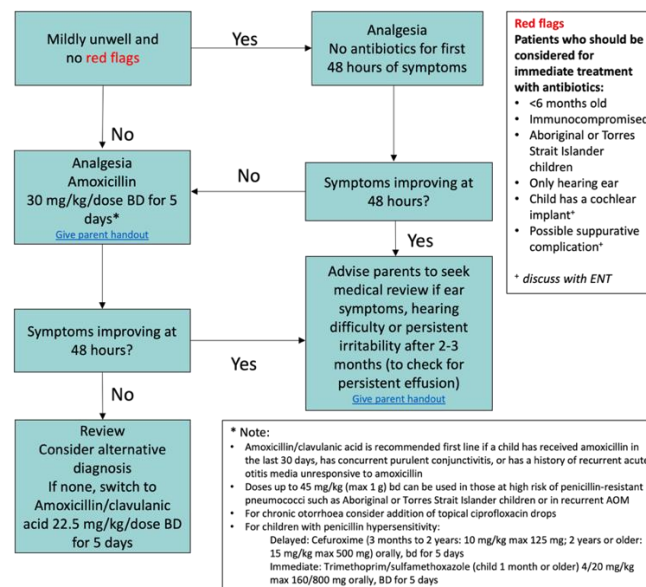 Mildly unwell and
no red flags
Yes
Analgesia
No antibiotics for first
48 hours of symptoms
No
Analgesia
Amoxicillin
30 mg/kg/dose BD for 5
days*
Give parent handout
No
Symptoms improving at
48 hours?
Yes
Symptoms improving at
48 hours?
Yes
Advise parents to seek
medical review if ear
symptoms, hearing
difficulty or persistent
irritability after 2-3
months (to check for
persistent effusion)
Give parent handout
No
Review
Consider alternative
diagnosis
If none, switch to
Amoxicillin/clavulanic
acid 22.5 mg/kg/dose BD
for 5 days
Red flags
Patients who should be
considered for
immediate treatment
with antibiotics:
• <6 months old
• Immunocompromised
• Aboriginal or Torres
Strait Islander
children
• Only hearing ear
• Child has a cochlear
implant⁺
• Possible suppurative
complication⁺
⁺ discuss with ENT
* Note:
• Amoxicillin/clavulanic acid is recommended first line if a child has received amoxicillin in
the last 30 days, has concurrent purulent conjunctivitis, or has a history of recurrent acute
otitis media unresponsive to amoxicillin
• Doses up to 45 mg/kg (max 1 g) bd can be used in those at high risk of penicillin-resistant
pneumococci such as Aboriginal or Torres Strait Islander children or in recurrent AOM
• For chronic otorrhoea consider addition of topical ciprofloxacin drops
• For children with penicillin hypersensitivity:
Delayed: Cefuroxime (3 months to 2 years: 10 mg/kg max 125 mg; 2 years or older:
15 mg/kg max 500 mg) orally, bd for 5 days
Immediate: Trimethoprim/sulfamethoxazole (child 1 month or older) 4/20 mg/kg
max 160/800 mg orally, BD for 5 days